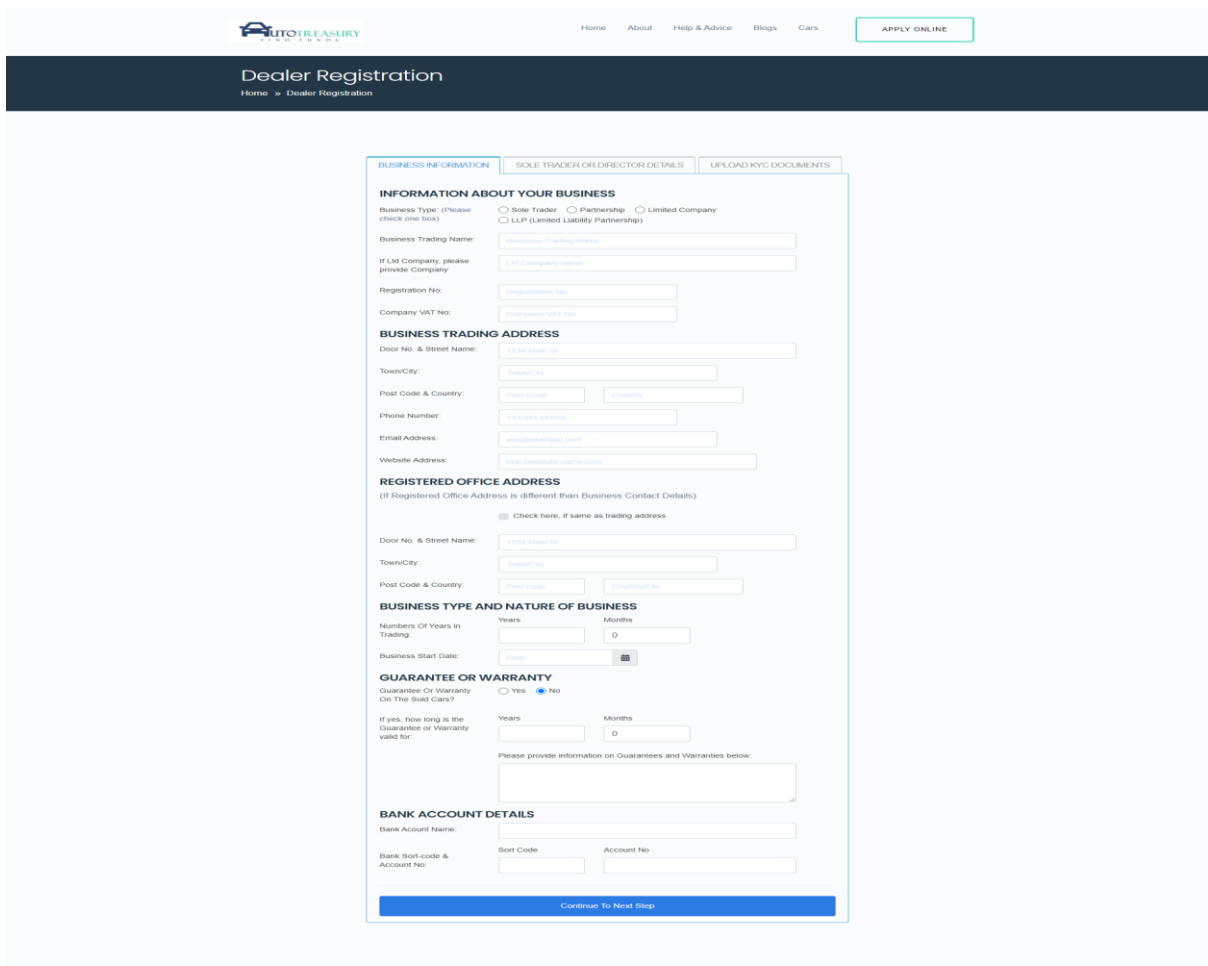 AUTOTREASURY
FIND FUNDS
Home About Help & Advice Blogs Cars APPLY ONLINE
Dealer Registration
Home » Dealer Registration
BUSINESS INFORMATION SOLE TRADER OR DIRECTOR DETAILS UPLOAD KYC DOCUMENTS
INFORMATION ABOUT YOUR BUSINESS
Business Type: (Please check one box) Sole Trader Partnership Limited Company
LLP (Limited Liability Partnership)
Business Trading Name: Business Trading Name
If Ltd Company, please provide Company Ltd Company name
Registration No: Registration No
Company VAT No: Company VAT No
BUSINESS TRADING ADDRESS
Door No. & Street Name: 1234 Main St
Town/City: Town/City
Post Code & Country: Post Code Country
Phone Number:
Email Address: you@example.com
Website Address: http://website-name.com
REGISTERED OFFICE ADDRESS
(If Registered Office Address is different than Business Contact Details)
Check here, if same as trading address
Door No. & Street Name: 1234 Main St
Town/City: Town/City
Post Code & Country: Post code Country/City
BUSINESS TYPE AND NATURE OF BUSINESS
Years Months
Numbers Of Years in Trading: 0
Business Start Date: Date
GUARANTEE OR WARRANTY
Guarantee Or Warranty On The Sold Cars? Yes No
Years Months
If yes, how long is the Guarantee or Warranty valid for: 0
Please provide information on Guarantees and Warranties below:
BANK ACCOUNT DETAILS
Bank Acount Name:
Sort Code Account No
Bank Sort-code & Account No:
Continue To Next Step